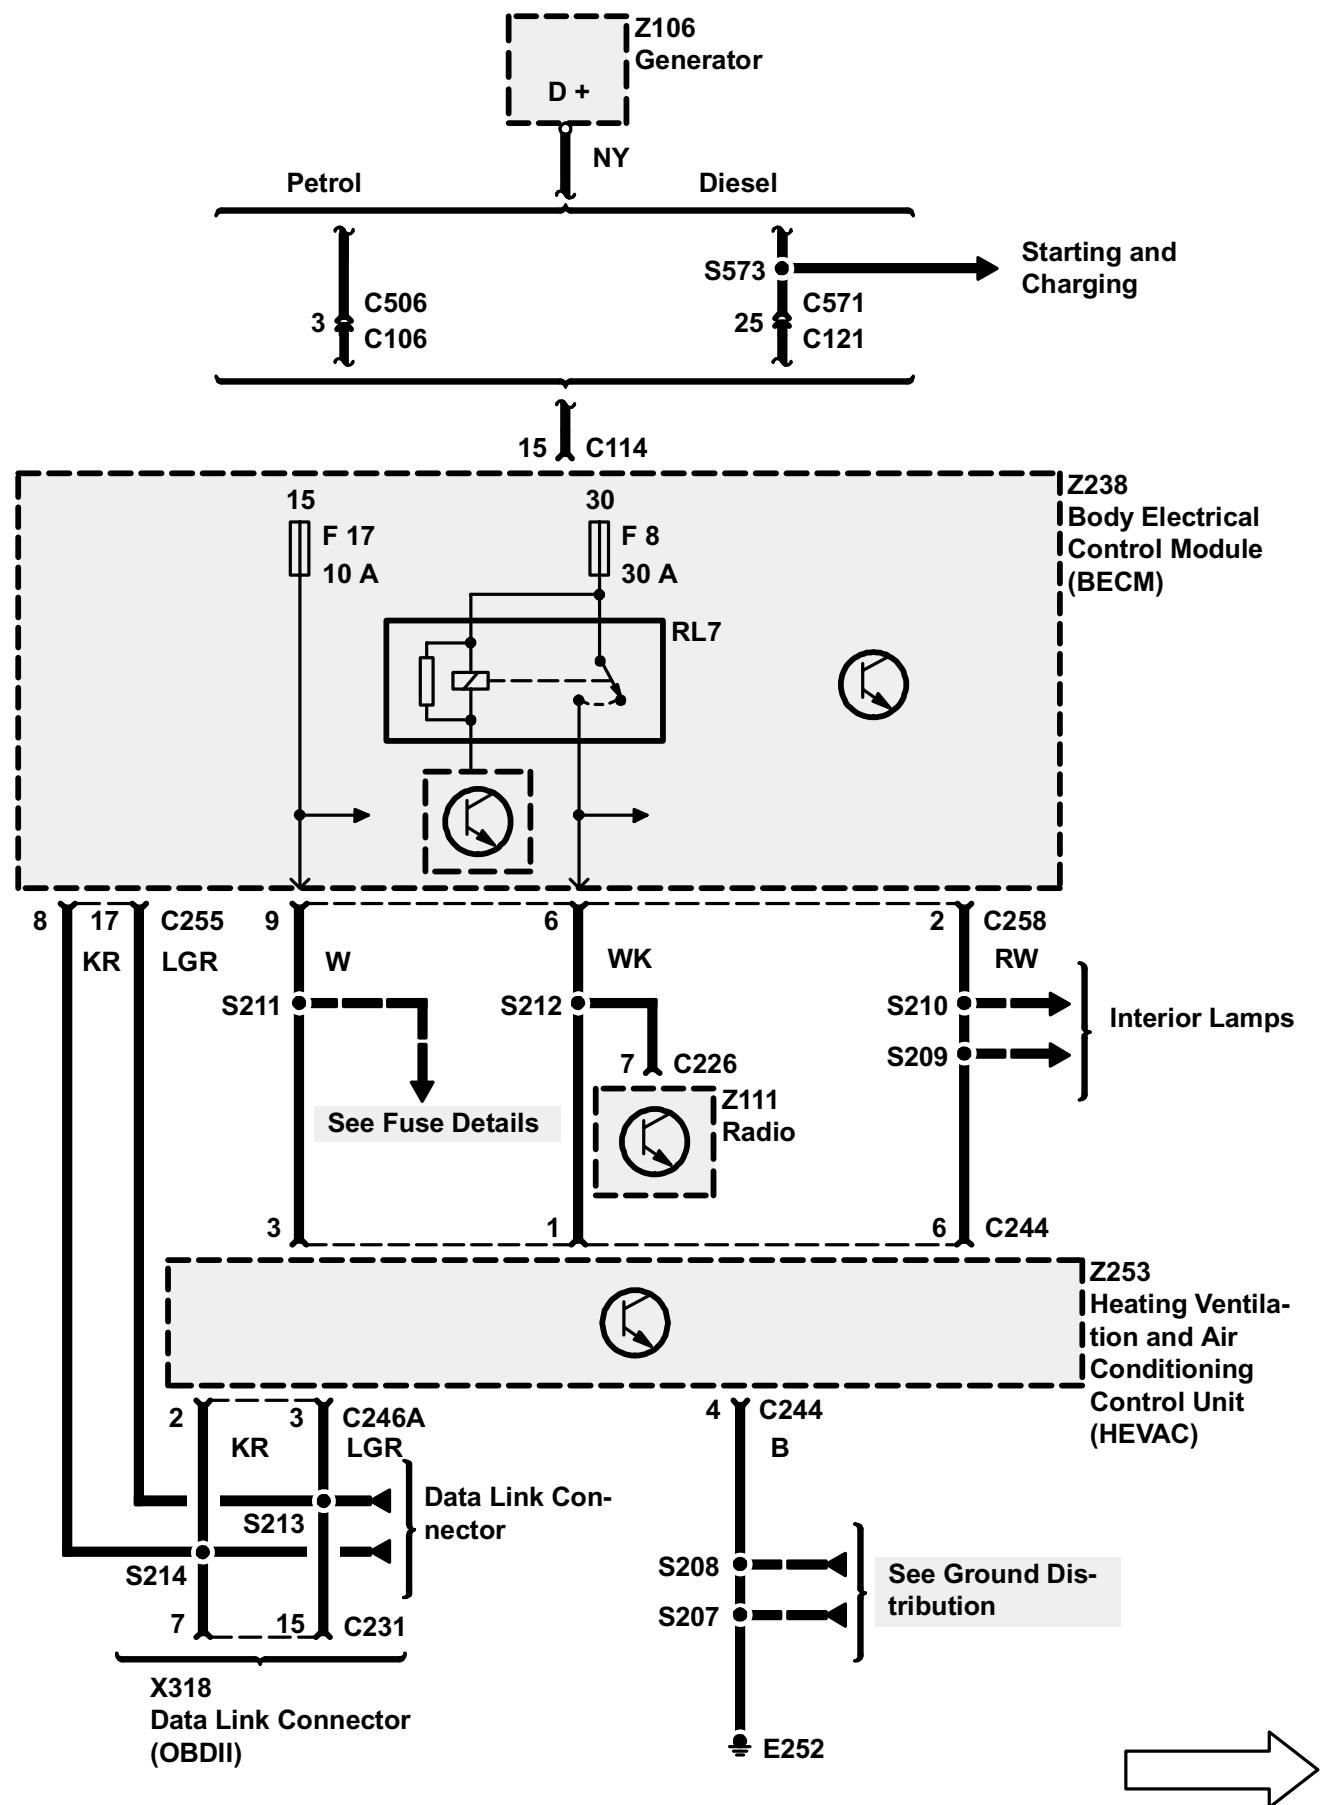 Z106
Generator
D +
NY
Petrol
Diesel
S573
Starting and
Charging
3
C506
C106
25
C571
C121
15
C114
Z238
Body Electrical
Control Module
(BECM)
15
F 17
10 A
30
F 8
30 A
RL7
8
17
C255
9
6
2
C258
KR
LGR
W
WK
RW
S211
S212
S210
S209
Interior Lamps
7
C226
Z111
Radio
See Fuse Details
3
1
6
C244
Z253
Heating Ventila-
tion and Air
Conditioning
Control Unit
(HEVAC)
2
3
C246A
KR
LGR
4
C244
B
S213
Data Link Con-
nector
S214
S208
S207
See Ground Dis-
tribution
7
15
C231
X318
Data Link Connector
(OBDII)
E252